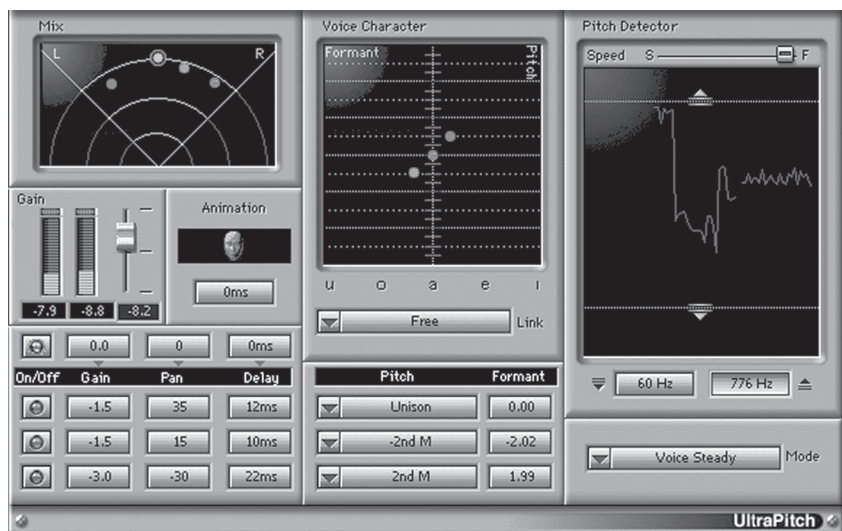 Mix
L R
Gain
-7.9 -8.8 -8.2
Animation
0ms
0.0 0 0ms
On/Off Gain Pan Delay
-1.5 35 12ms
-1.5 15 10ms
-3.0 -30 22ms
Voice Character
Formant
Pitch
u o a e i
Free Link
Pitch Formant
Unison 0.00
-2nd M -2.02
2nd M 1.99
Pitch Detector
Speed S F
60 Hz 776 Hz
Voice Steady Mode
UltraPitch